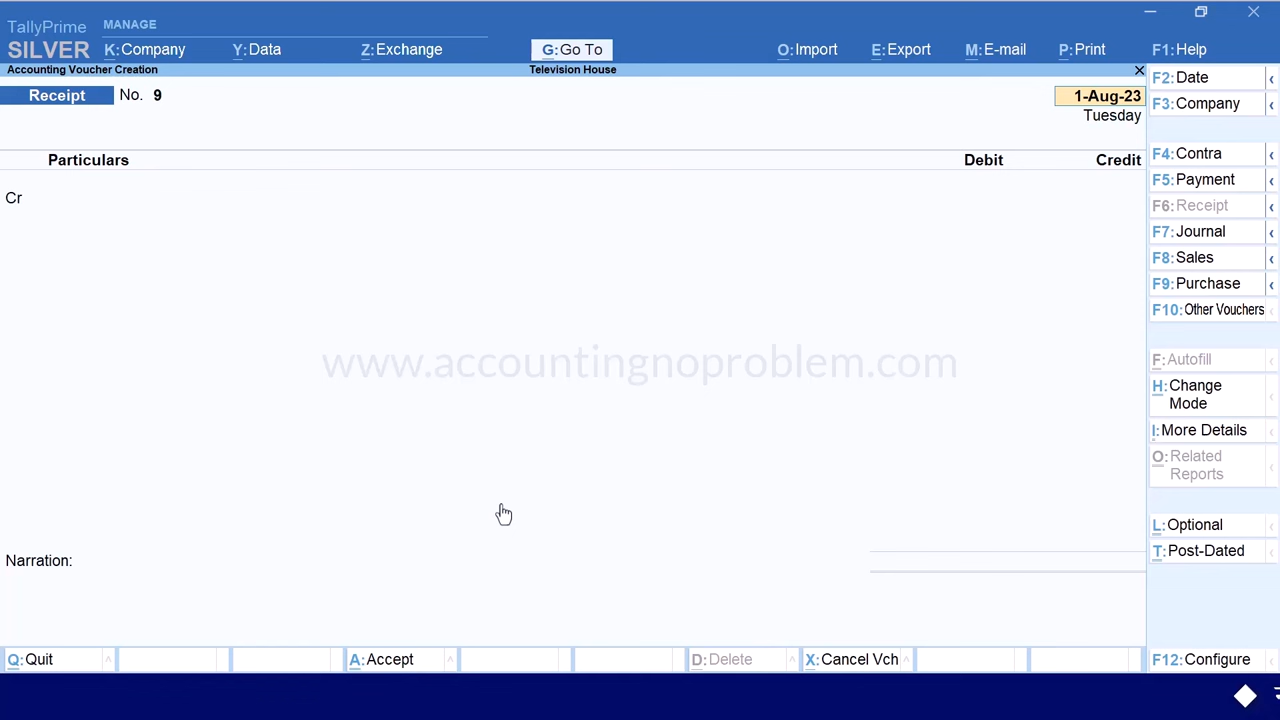 TallyPrime MANAGE
SILVER K:Company Y:Data Z:Exchange G:Go To O:Import E:Export M:E-mail P:Print F1:Help
Accounting Voucher Creation Television House
Receipt No. 9 1-Aug-23
Tuesday
Particulars Debit Credit
Cr
www.accountingnoproblem.com
Narration:
F2:Date
F3:Company
F4:Contra
F5:Payment
F6:Receipt
F7:Journal
F8:Sales
F9:Purchase
F10:Other Vouchers
F:Autofill
H:Change
Mode
I:More Details
O:Related
Reports
L:Optional
T:Post-Dated
Q:Quit A:Accept D:Delete X:Cancel Vch F12:Configure